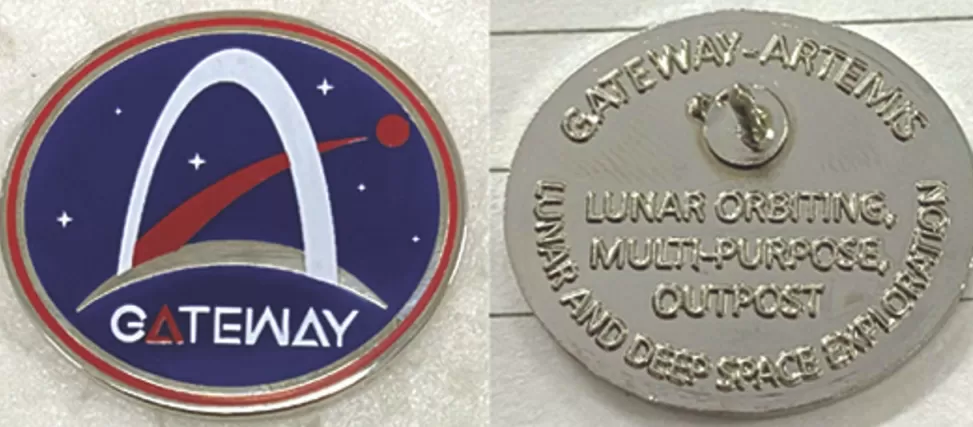 GATEWAY
GATEWAY-ARTEMIS
LUNAR ORBITING,
MULTI-PURPOSE,
OUTPOST
LUNAR AND DEEP SPACE EXPLORATION